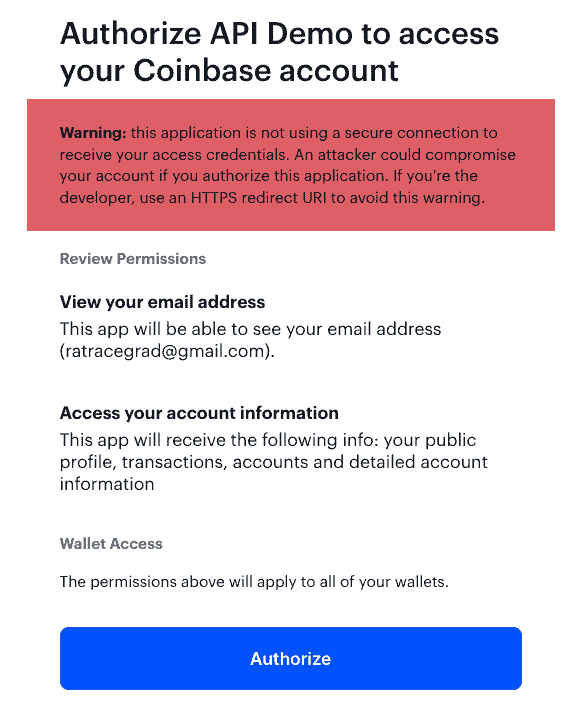 Authorize API Demo to access
your Coinbase account
Warning: this application is not using a secure connection to
receive your access credentials. An attacker could compromise
your account if you authorize this application. If you're the
developer, use an HTTPS redirect URI to avoid this warning.
Review Permissions
View your email address
This app will be able to see your email address
(ratracegrad@gmail.com).
Access your account information
This app will receive the following info: your public
profile, transactions, accounts and detailed account
information
Wallet Access
The permissions above will apply to all of your wallets.
Authorize